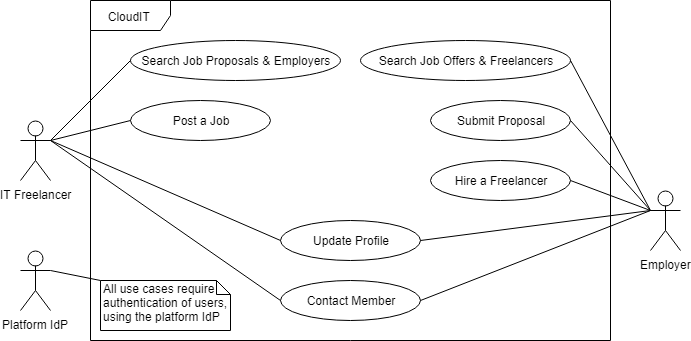 CloudIT
Search Job Proposals & Employers
Search Job Offers & Freelancers
Post a Job
Submit Proposal
Hire a Freelancer
IT Freelancer
Update Profile
Employer
All use cases require
authentication of users,
using the platform IdP
Contact Member
Platform IdP